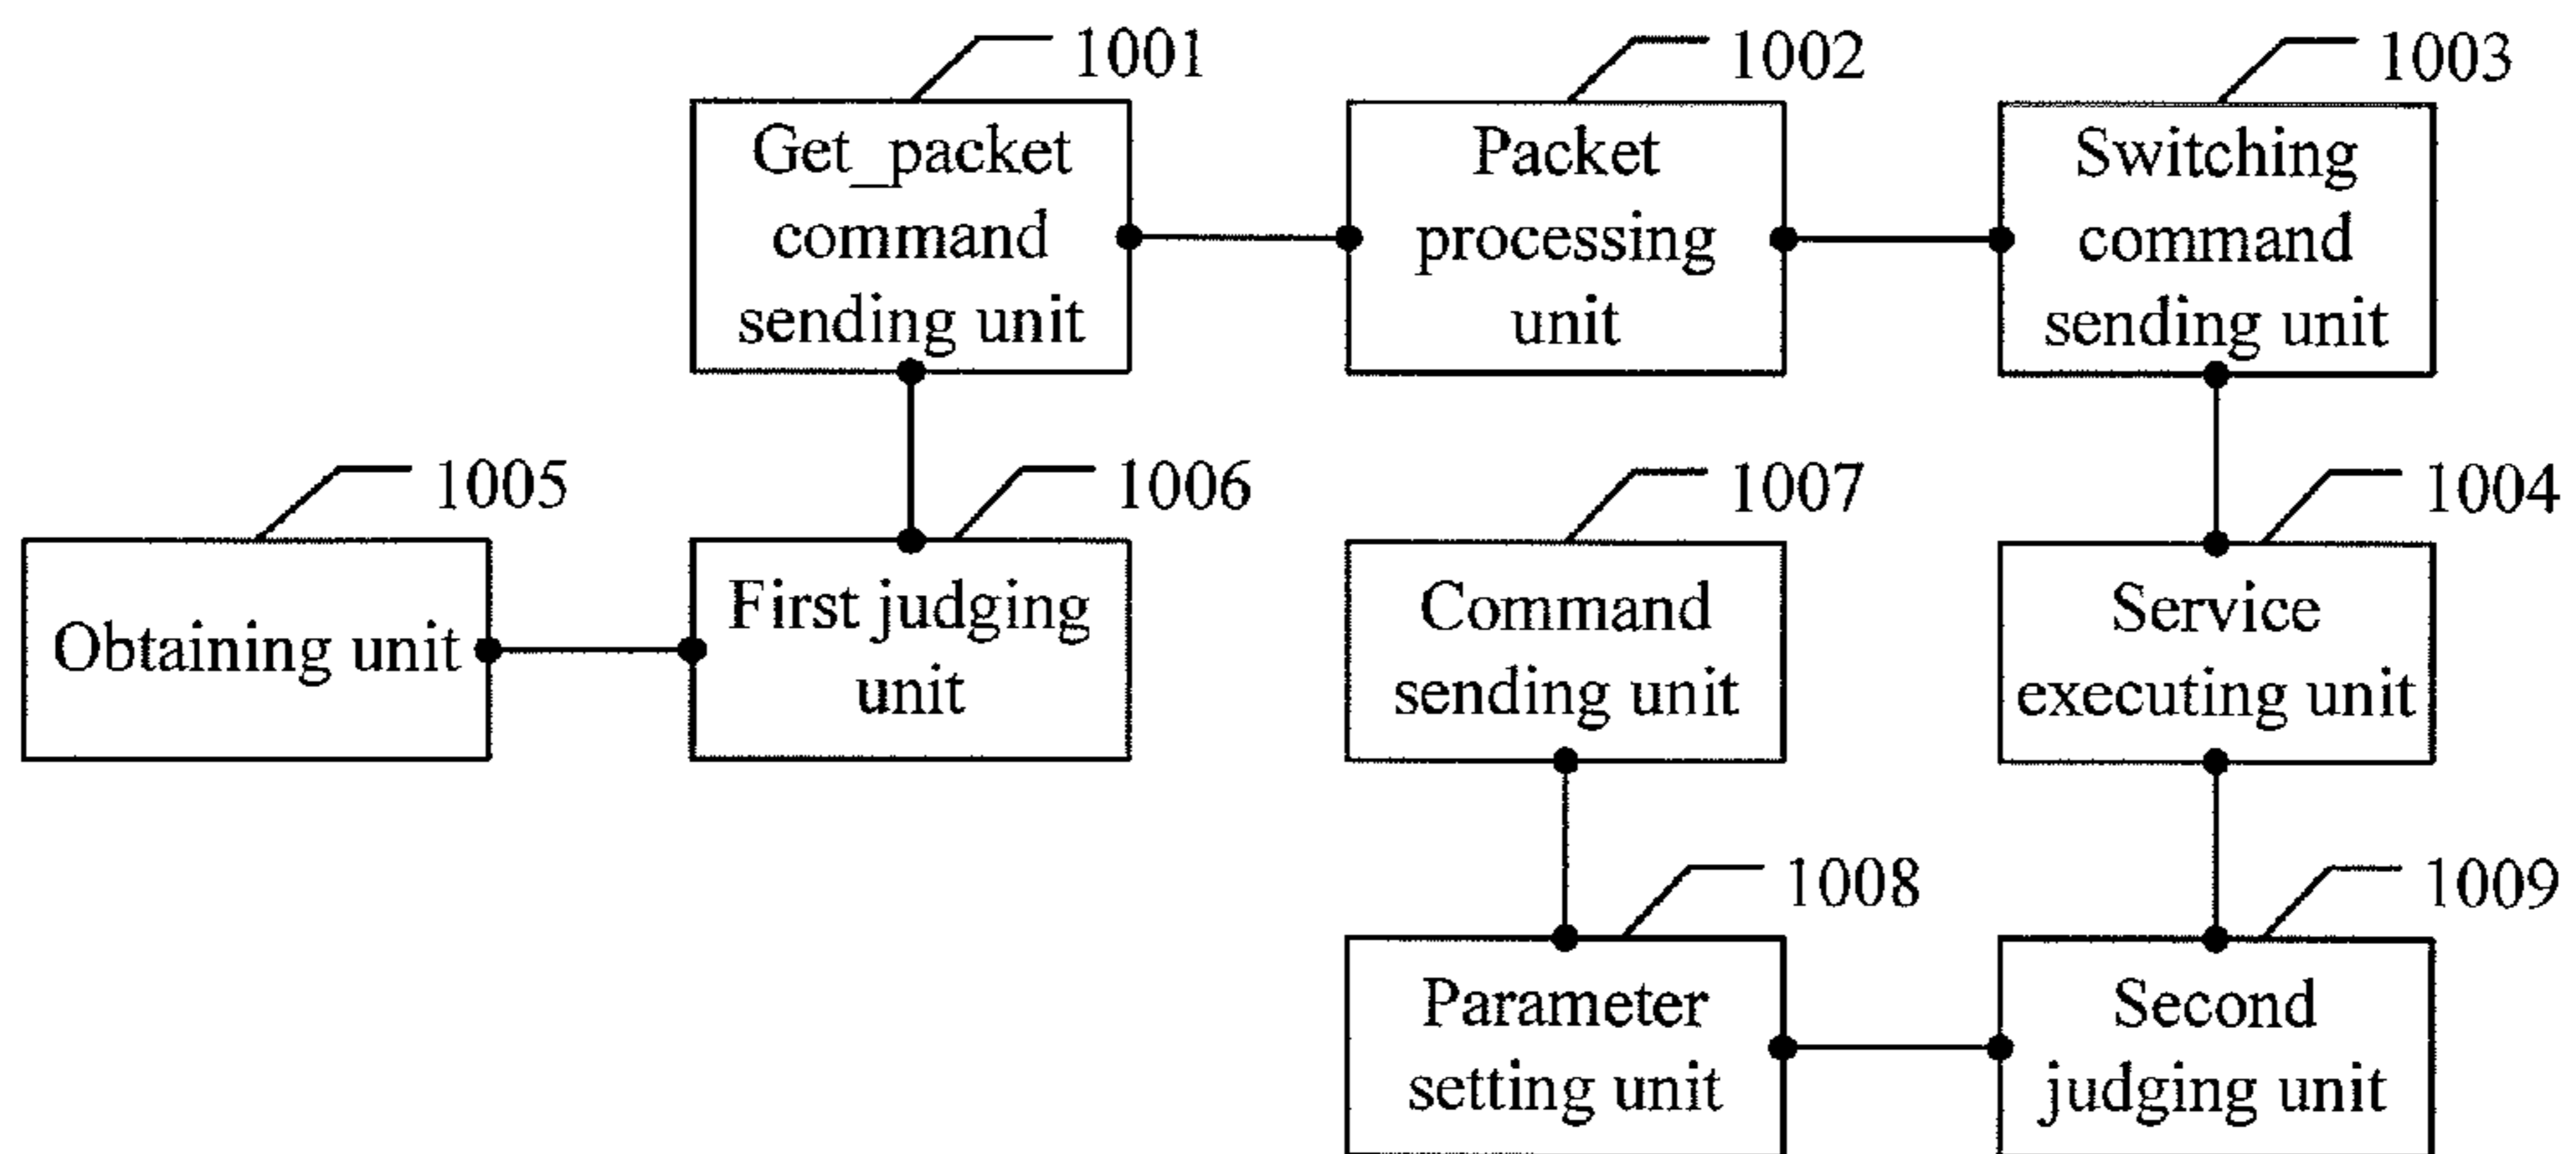 1001
Get_packet
command
sending unit
1002
Packet
processing
unit
1003
Switching
command
sending unit
1005
Obtaining unit
1006
First judging
unit
1007
Command
sending unit
1004
Service
executing unit
1008
Parameter
setting unit
1009
Second
judging unit